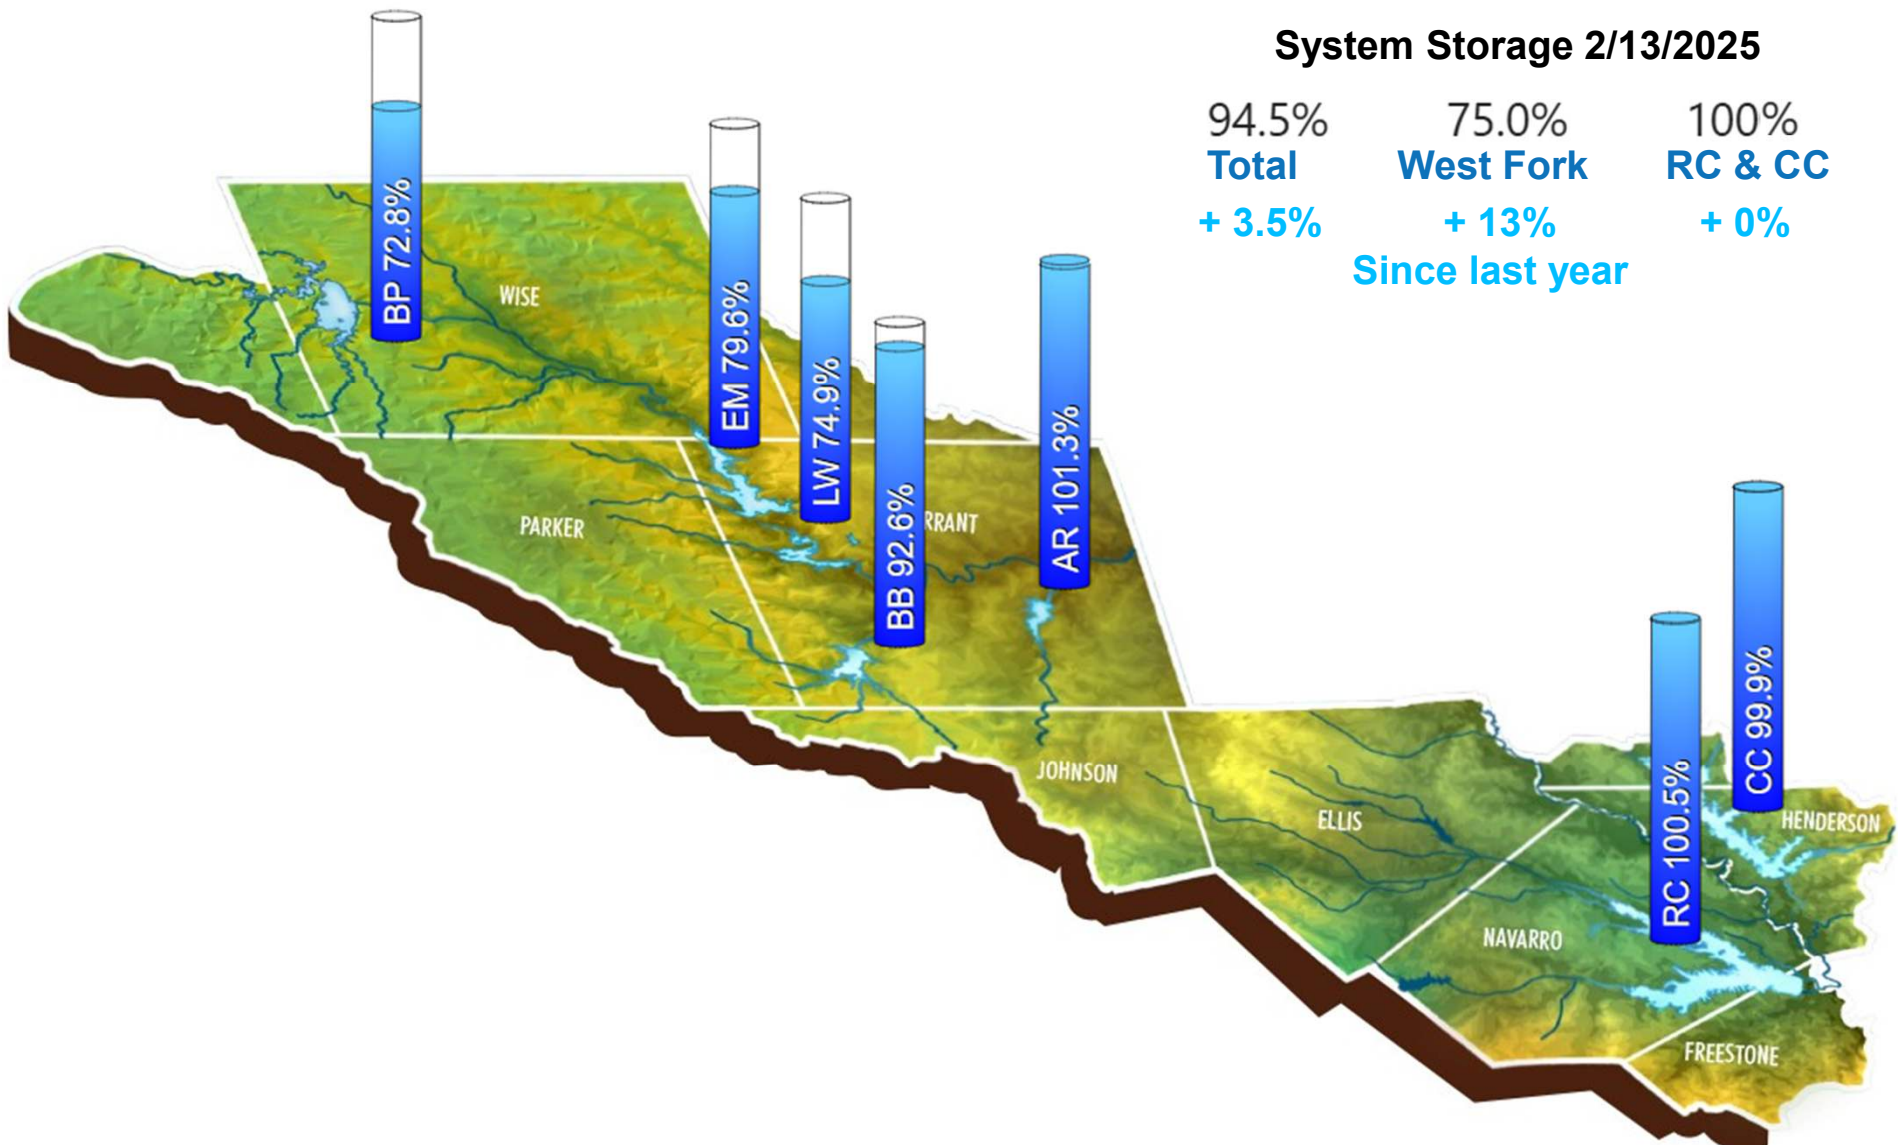 System Storage 2/13/2025
94.5% 75.0% 100%
Total West Fork RC & CC
+ 3.5% + 13% + 0%
Since last year
BP 72.8%
WISE
EM 79.6%
LW 74.9%
BB 92.6%
RRANT
AR 101.3%
PARKER
JOHNSON
ELLIS
RC 100.5%
CC 99.9%
HENDERSON
NAVARRO
FREESTONE